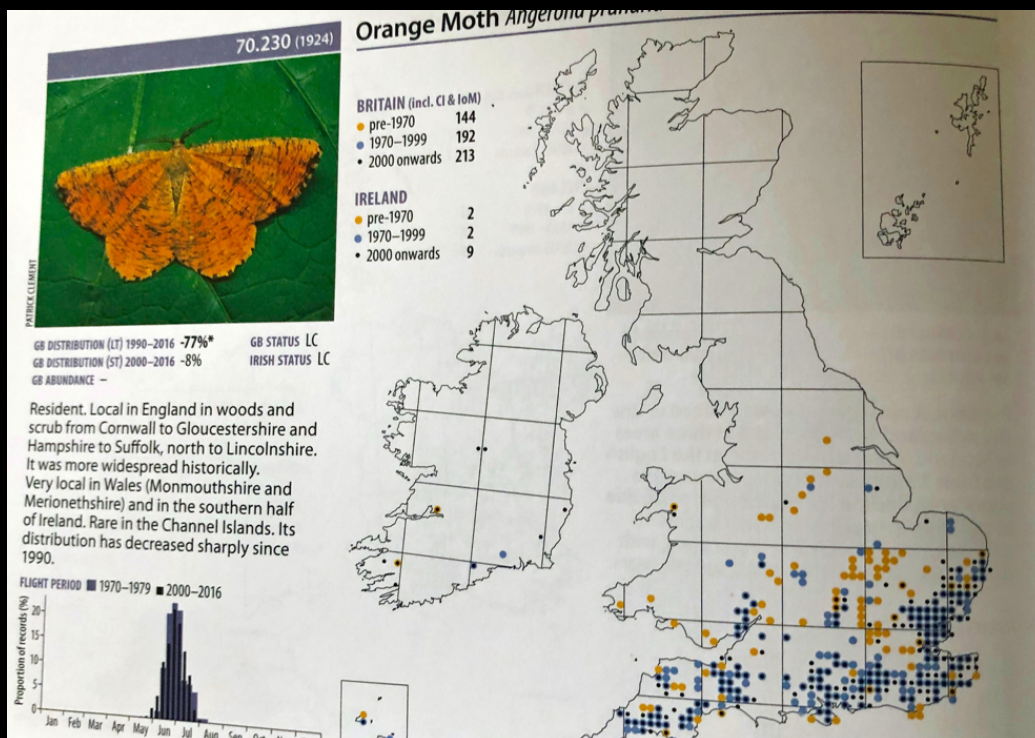 70.230 (1924)
Orange Moth Angerona
PATRICK CLEMENT
BRITAIN (incl. CI & IoM)
pre-1970 144
1970–1999 192
2000 onwards 213
IRELAND
pre-1970 2
1970–1999 2
2000 onwards 9
GB DISTRIBUTION (LT) 1990–2016 -77%* GB STATUS LC
GB DISTRIBUTION (ST) 2000–2016 -8% IRISH STATUS LC
GB ABUNDANCE –
Resident. Local in England in woods and
scrub from Cornwall to Gloucestershire and
Hampshire to Suffolk, north to Lincolnshire.
It was more widespread historically.
Very local in Wales (Monmouthshire and
Merionethshire) and in the southern half
of Ireland. Rare in the Channel Islands. Its
distribution has decreased sharply since
1990.
FLIGHT PERIOD 1970–1979 2000–2016
Proportion of records (%)
20
15
10
5
0
Jan Feb Mar Apr May Jun Jul Aug Sep Oct